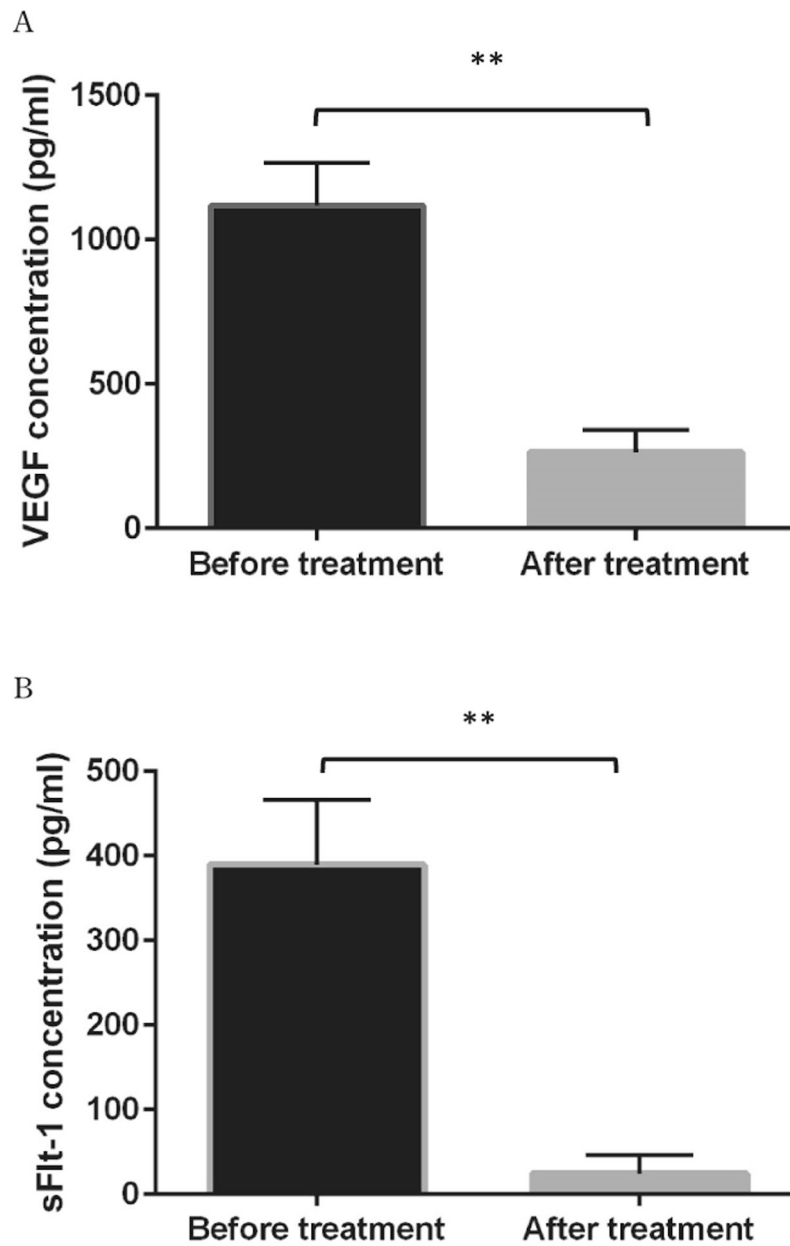 A
**
VEGF concentration (pg/ml)
1500
1000
500
0
Before treatment
After treatment
B
**
sFlt-1 concentration (pg/ml)
500
400
300
200
100
0
Before treatment
After treatment